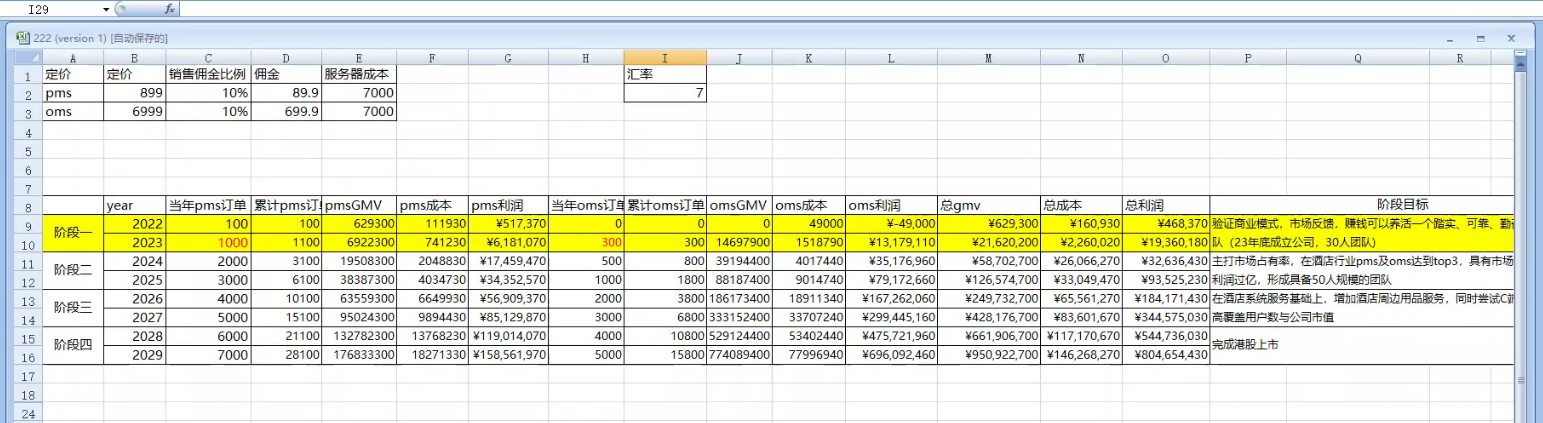 I29 fx
222 (version 1) [自动保存的]
A B C D E F G H I J K L M N O P Q R
1 定价 定价 销售佣金比例 佣金 服务器成本 汇率
2 pms 899 10% 89.9 7000 7
3 oms 6999 10% 699.9 7000
4
5
6
7
8 year 当年pms订单 累计pms订 pmsGMV pms成本 pms利润 当年oms订单 累计oms订单 omsGMV oms成本 oms利润 总gmv 总成本 总利润 阶段目标
9 阶段一 2022 100 100 629300 111930 ¥517,370 0 0 0 49000 ¥-49,000 ¥629,300 ¥160,930 ¥468,370 验证商业模式，市场反馈，赚钱可以养活一个踏实、可靠、勤
10 2023 1000 1100 6922300 741230 ¥6,181,070 300 300 14697900 1518790 ¥13,179,110 ¥21,620,200 ¥2,260,020 ¥19,360,180 队（23年底成立公司，30人团队)
11 阶段二 2024 2000 3100 19508300 2048830 ¥17,459,470 500 800 39194400 4017440 ¥35,176,960 ¥58,702,700 ¥26,066,270 ¥32,636,430 主打市场占有率，在酒店行业pms及oms达到top3，具有市场
12 2025 3000 6100 38387300 4034730 ¥34,352,570 1000 1800 88187400 9014740 ¥79,172,660 ¥126,574,700 ¥33,049,470 ¥93,525,230 利润过亿，形成具备50人规模的团队
13 阶段三 2026 4000 10100 63559300 6649930 ¥56,909,370 2000 3800 186173400 18911340 ¥167,262,060 ¥249,732,700 ¥65,561,270 ¥184,171,430 在酒店系统服务基础上，增加酒店周边用品服务，同时尝试C
14 2027 5000 15100 95024300 9894430 ¥85,129,870 3000 6800 333152400 33707240 ¥299,445,160 ¥428,176,700 ¥83,601,670 ¥344,575,030 高覆盖用户数与公司市值
15 阶段四 2028 6000 21100 132782300 13768230 ¥119,014,070 4000 10800 529124400 53402440 ¥475,721,960 ¥661,906,700 ¥117,170,670 ¥544,736,030 完成港股上市
16 2029 7000 28100 176833300 18271330 ¥158,561,970 5000 15800 774089400 77996940 ¥696,092,460 ¥950,922,700 ¥146,268,270 ¥804,654,430
17
18
24